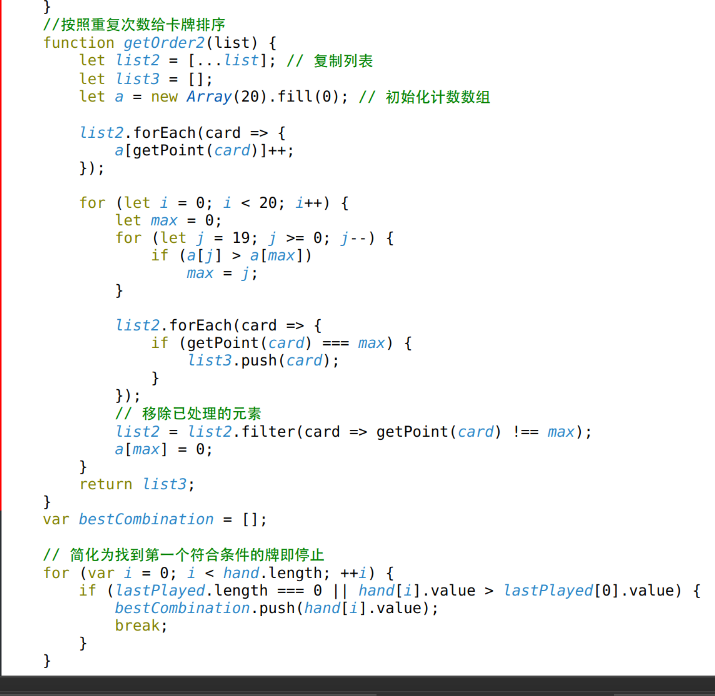 }
//按照重复次数给卡牌排序
function getOrder2(list) {
let list2 = [...list]; // 复制列表
let list3 = [];
let a = new Array(20).fill(0); // 初始化计数数组
list2.forEach(card => {
a[getPoint(card)]++;
});
for (let i = 0; i < 20; i++) {
let max = 0;
for (let j = 19; j >= 0; j--) {
if (a[j] > a[max])
max = j;
}
list2.forEach(card => {
if (getPoint(card) === max) {
list3.push(card);
}
});
// 移除已处理的元素
list2 = list2.filter(card => getPoint(card) !== max);
a[max] = 0;
}
return list3;
}
var bestCombination = [];
// 简化为找到第一个符合条件的牌即停止
for (var i = 0; i < hand.length; ++i) {
if (lastPlayed.length === 0 || hand[i].value > lastPlayed[0].value) {
bestCombination.push(hand[i].value);
break;
}
}